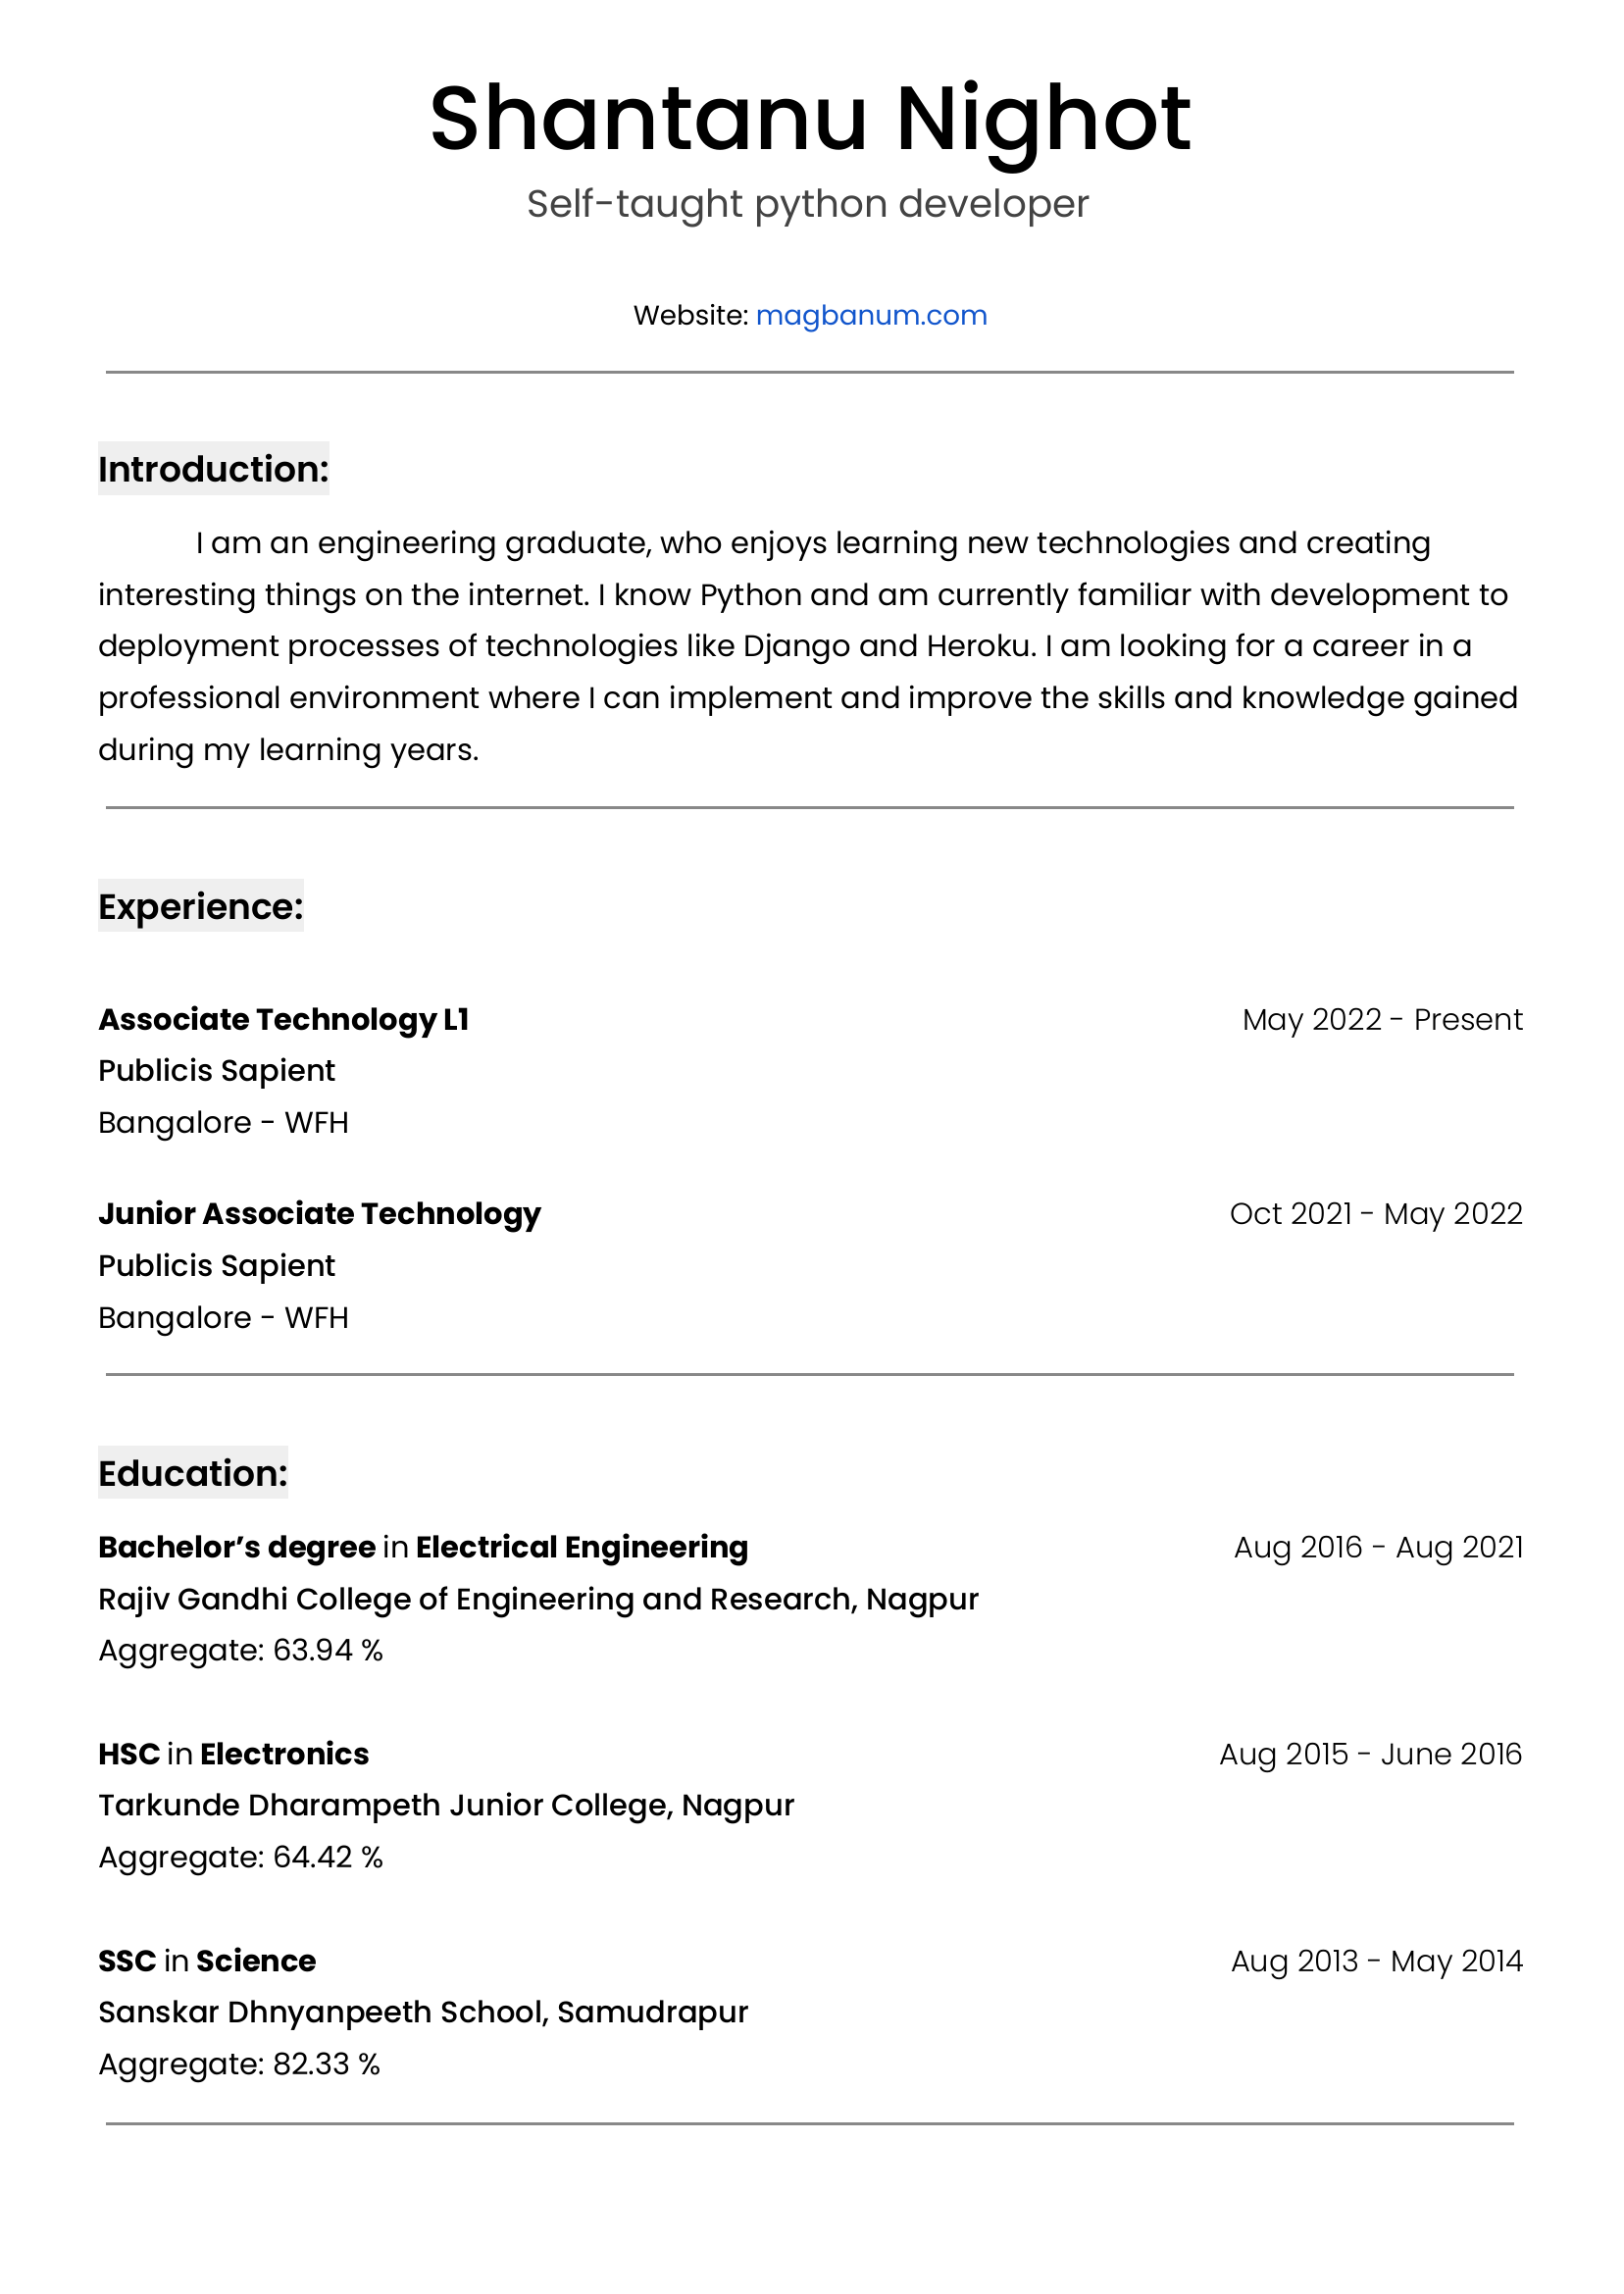 Shantanu Nighot
Self-taught python developer
Website: magbanum.com
Introduction:
I am an engineering graduate, who enjoys learning new technologies and creating
interesting things on the internet. I know Python and am currently familiar with development to
deployment processes of technologies like Django and Heroku. I am looking for a career in a
professional environment where I can implement and improve the skills and knowledge gained
during my learning years.
Experience:
Associate Technology L1 May 2022 - Present
Publicis Sapient
Bangalore - WFH
Junior Associate Technology Oct 2021 - May 2022
Publicis Sapient
Bangalore - WFH
Education:
Bachelor’s degree in Electrical Engineering Aug 2016 - Aug 2021
Rajiv Gandhi College of Engineering and Research, Nagpur
Aggregate: 63.94 %
HSC in Electronics Aug 2015 - June 2016
Tarkunde Dharampeth Junior College, Nagpur
Aggregate: 64.42 %
SSC in Science Aug 2013 - May 2014
Sanskar Dhnyanpeeth School, Samudrapur
Aggregate: 82.33 %